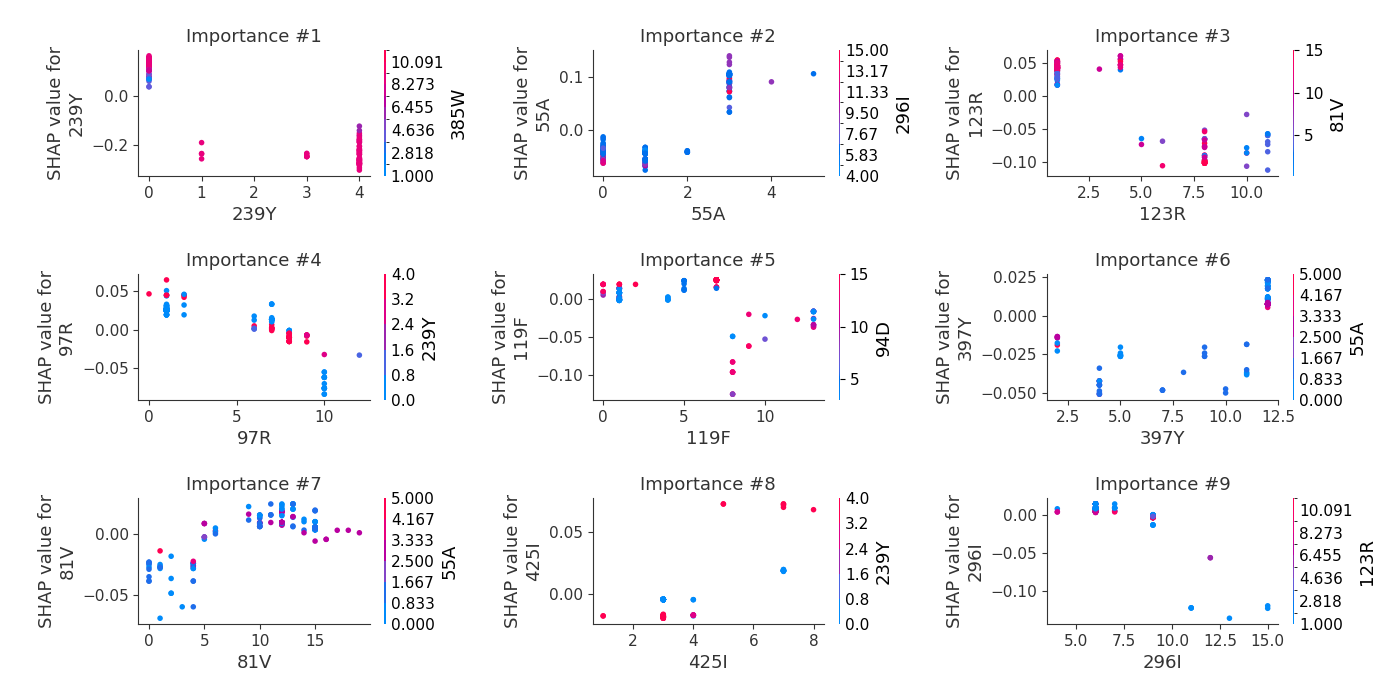 Importance #1
SHAP value for
239Y
0.0
−0.2
0
1
2
3
4
239Y
10.091
8.273
6.455
4.636
2.818
1.000
385W
Importance #2
SHAP value for
55A
0.1
0.0
0
2
4
55A
15.00
13.17
11.33
9.50
7.67
5.83
4.00
296I
Importance #3
SHAP value for
123R
0.00
−0.05
−0.10
2.5
5.0
7.5
10.0
123R
15
10
5
81V
Importance #4
SHAP value for
97R
0.05
0.00
−0.05
0
5
10
97R
4.0
3.2
2.4
1.6
0.8
0.0
239Y
Importance #5
SHAP value for
119F
0.00
−0.05
−0.10
0
5
10
119F
15
10
5
94D
Importance #6
SHAP value for
397Y
0.025
0.000
−0.025
−0.050
2.5
5.0
7.5
10.0
12.5
397Y
5.000
4.167
3.333
2.500
1.667
0.833
0.000
55A
Importance #7
SHAP value for
81V
0.00
−0.05
0
5
10
15
81V
5.000
4.167
3.333
2.500
1.667
0.833
0.000
55A
Importance #8
SHAP value for
425I
0.05
0.00
2
4
6
8
425I
4.0
3.2
2.4
1.6
0.8
0.0
239Y
Importance #9
SHAP value for
296I
0.00
−0.05
−0.10
5.0
7.5
10.0
12.5
15.0
296I
10.091
8.273
6.455
4.636
2.818
1.000
123R